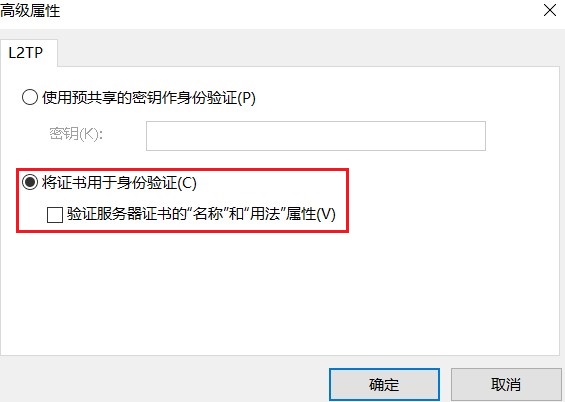 高级属性
L2TP
使用预共享的密钥作身份验证(P)
密钥(K):
将证书用于身份验证(C)
验证服务器证书的“名称”和“用法”属性(V)
确定 取消